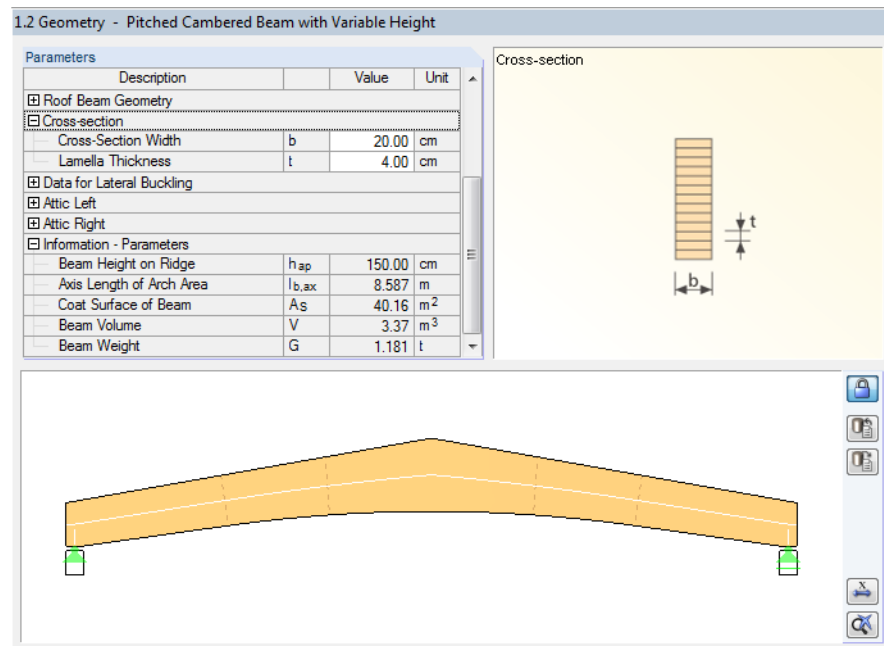 1.2 Geometry - Pitched Cambered Beam with Variable Height
Parameters
Description Value Unit
Roof Beam Geometry
Cross-section
Cross-Section Width b 20.00 cm
Lamella Thickness t 4.00 cm
Data for Lateral Buckling
Attic Left
Attic Right
Information - Parameters
Beam Height on Ridge hap 150.00 cm
Axis Length of Arch Area lb,ax 8.587 m
Coat Surface of Beam AS 40.16 m2
Beam Volume V 3.37 m3
Beam Weight G 1.181 t
Cross-section
t
b
x